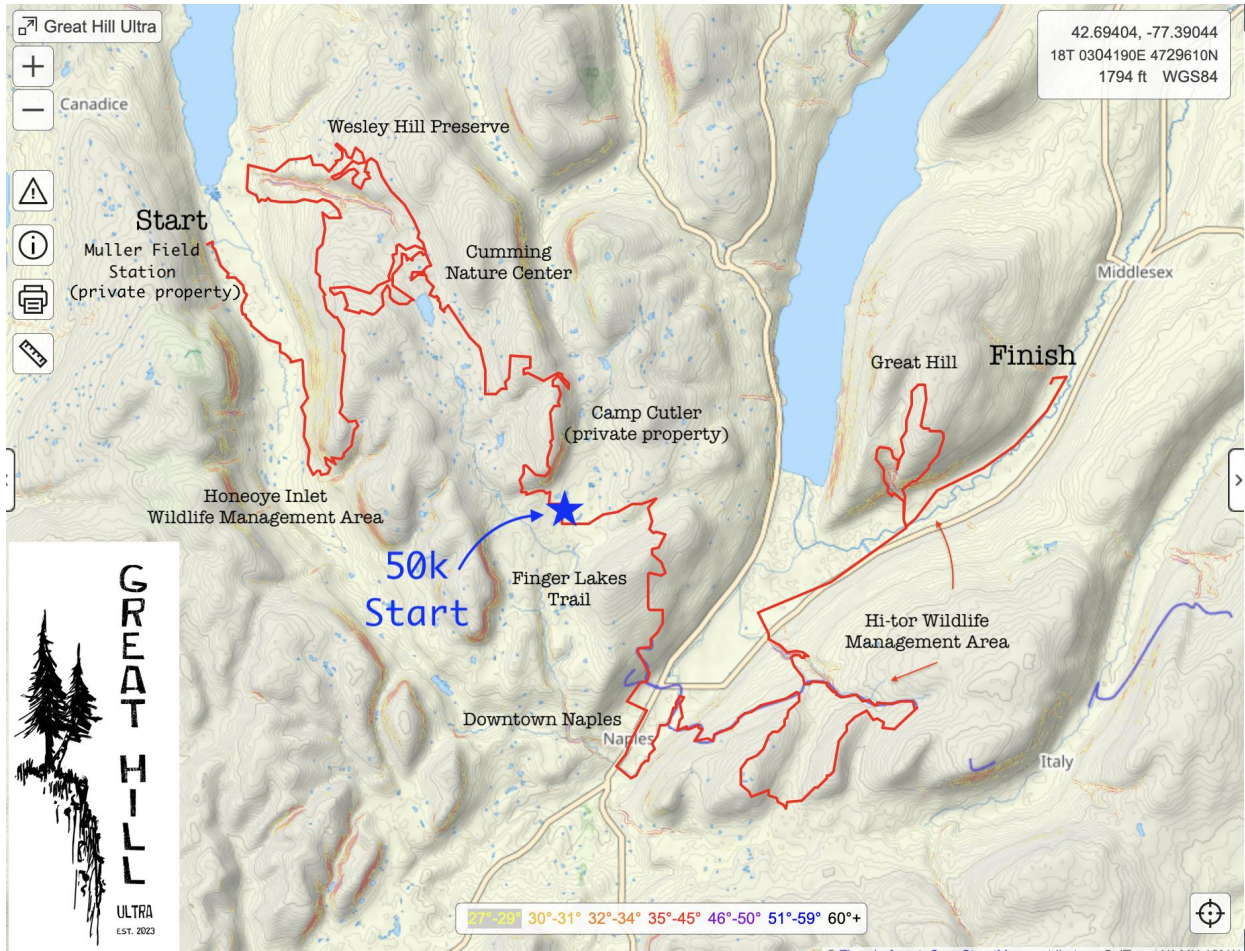 Great Hill Ultra
42.69404, -77.39044
18T 0304190E 4729610N
1794 ft WGS84
Canadice
Wesley Hill Preserve
Start
Muller Field
Station
(private property)
Cumming
Nature Center
Middlesex
Great Hill
Finish
Camp Cutler
(private property)
Honeoye Inlet
Wildlife Management Area
50k
Start
Finger Lakes
Trail
Hi-tor Wildlife
Management Area
Downtown Naples
Naples
Italy
GREAT HILL
ULTRA
EST. 2023
27°-29° 30°-31° 32°-34° 35°-45° 46°-50° 51°-59° 60°+